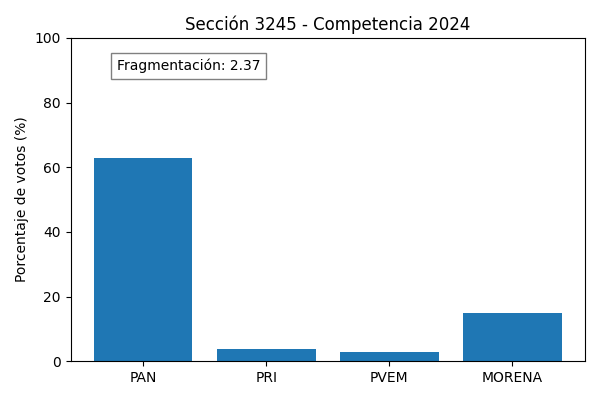 Sección 3245 - Competencia 2024
Fragmentación: 2.37
Porcentaje de votos (%)
100
80
60
40
20
0
PAN PRI PVEM MORENA